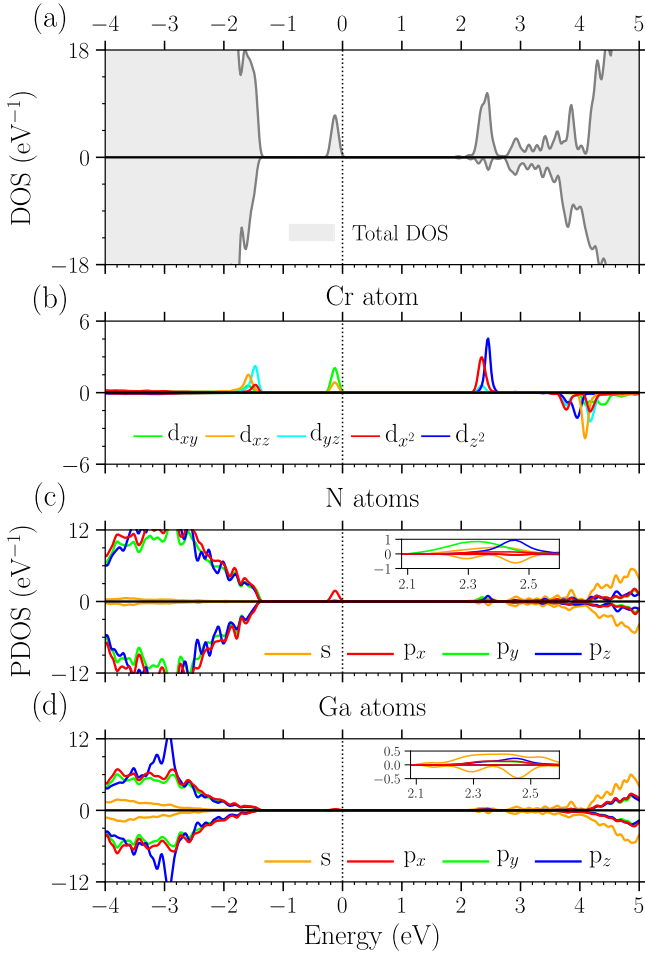 (a)
−4 −3 −2 −1 0 1 2 3 4 5
18
0
−18
DOS (eV⁻¹)
Total DOS
(b)
Cr atom
6
0
−6
d_xy d_xz d_yz d_x² d_z²
(c)
N atoms
12
0
−12
PDOS (eV⁻¹)
1
0
−1
2.1 2.3 2.5
s p_x p_y p_z
(d)
Ga atoms
12
0
−12
0.5
0.0
−0.5
2.1 2.3 2.5
s p_x p_y p_z
−4 −3 −2 −1 0 1 2 3 4 5
Energy (eV)